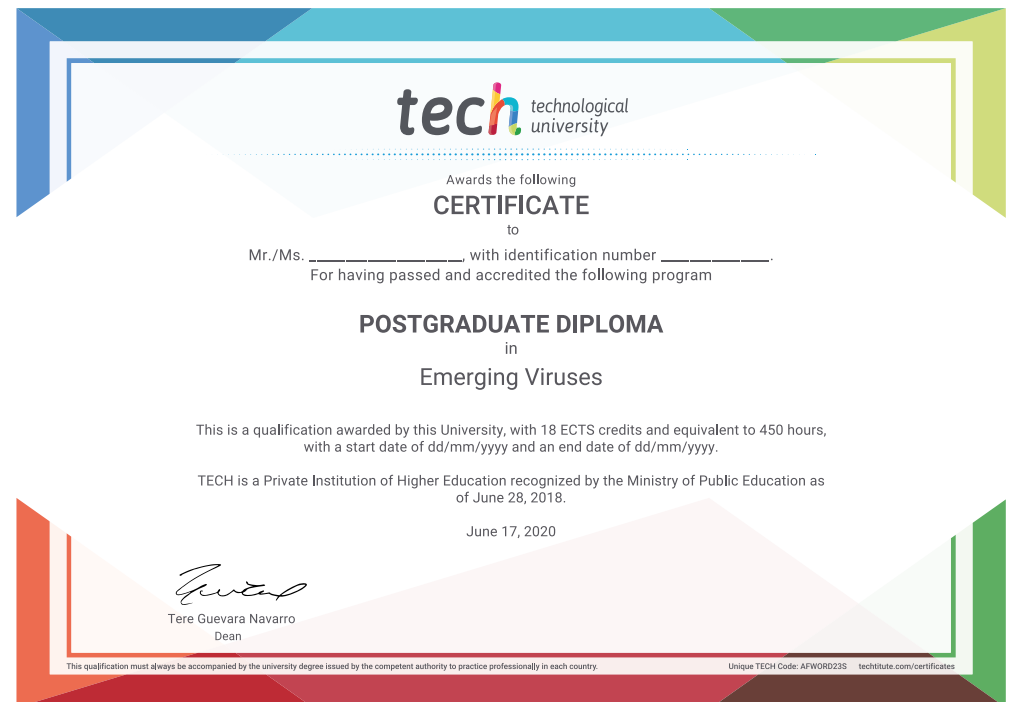 tech technological
university
Awards the following
CERTIFICATE
to
Mr./Ms. ________________, with identification number ____________.
For having passed and accredited the following program
POSTGRADUATE DIPLOMA
in
Emerging Viruses
This is a qualification awarded by this University, with 18 ECTS credits and equivalent to 450 hours,
with a start date of dd/mm/yyyy and an end date of dd/mm/yyyy.
TECH is a Private Institution of Higher Education recognized by the Ministry of Public Education as
of June 28, 2018.
June 17, 2020
Tere Guevara Navarro
Dean
This qualification must always be accompanied by the university degree issued by the competent authority to practice professionally in each country.
Unique TECH Code: AFWORD23S techtitute.com/certificates